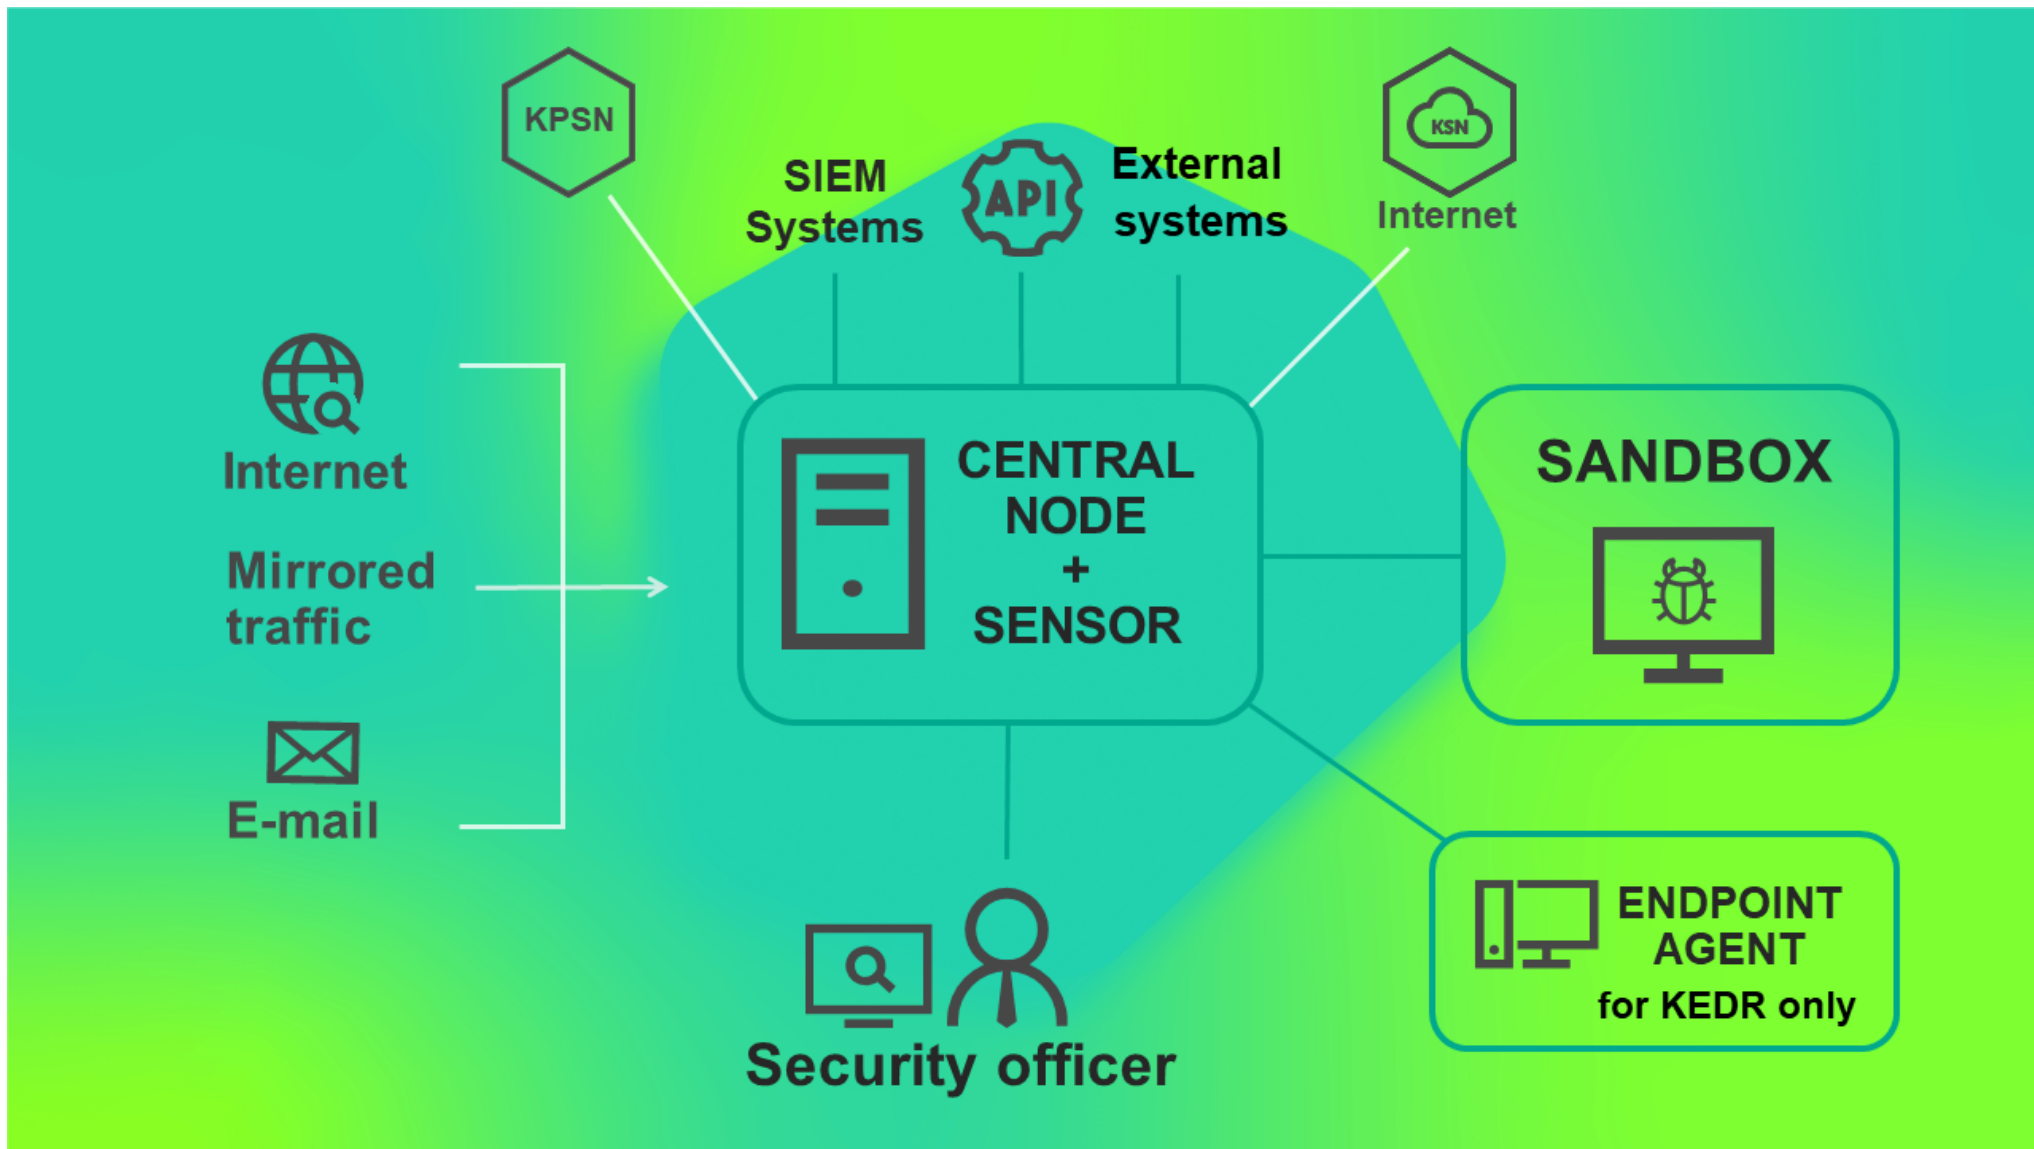 KPSN
SIEM
Systems
API
External
systems
KSN
Internet
Internet
Mirrored
traffic
E-mail
CENTRAL
NODE
+
SENSOR
SANDBOX
ENDPOINT
AGENT
for KEDR only
Security officer